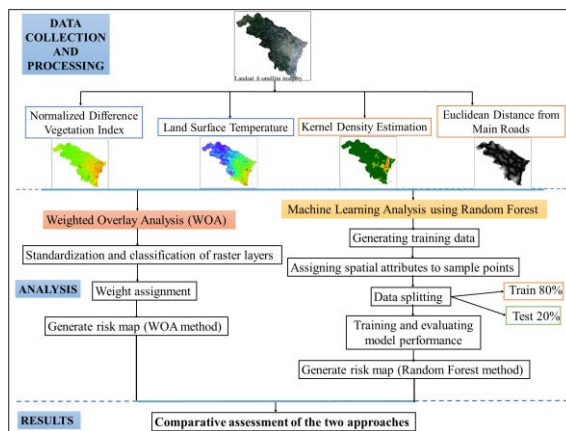 DATA
COLLECTION
AND
PROCESSING
Landsat 8 satellite imagery
Normalized Difference
Vegetation Index
Land Surface Temperature
Kernel Density Estimation
Euclidean Distance from
Main Roads
Weighted Overlay Analysis (WOA)
Standardization and classification of raster layers
Weight assignment
Generate risk map (WOA method)
Machine Learning Analysis using Random Forest
Generating training data
Assigning spatial attributes to sample points
Data splitting
Train 80%
Test 20%
Training and evaluating
model performance
Generate risk map (Random Forest method)
ANALYSIS
RESULTS
Comparative assessment of the two approaches